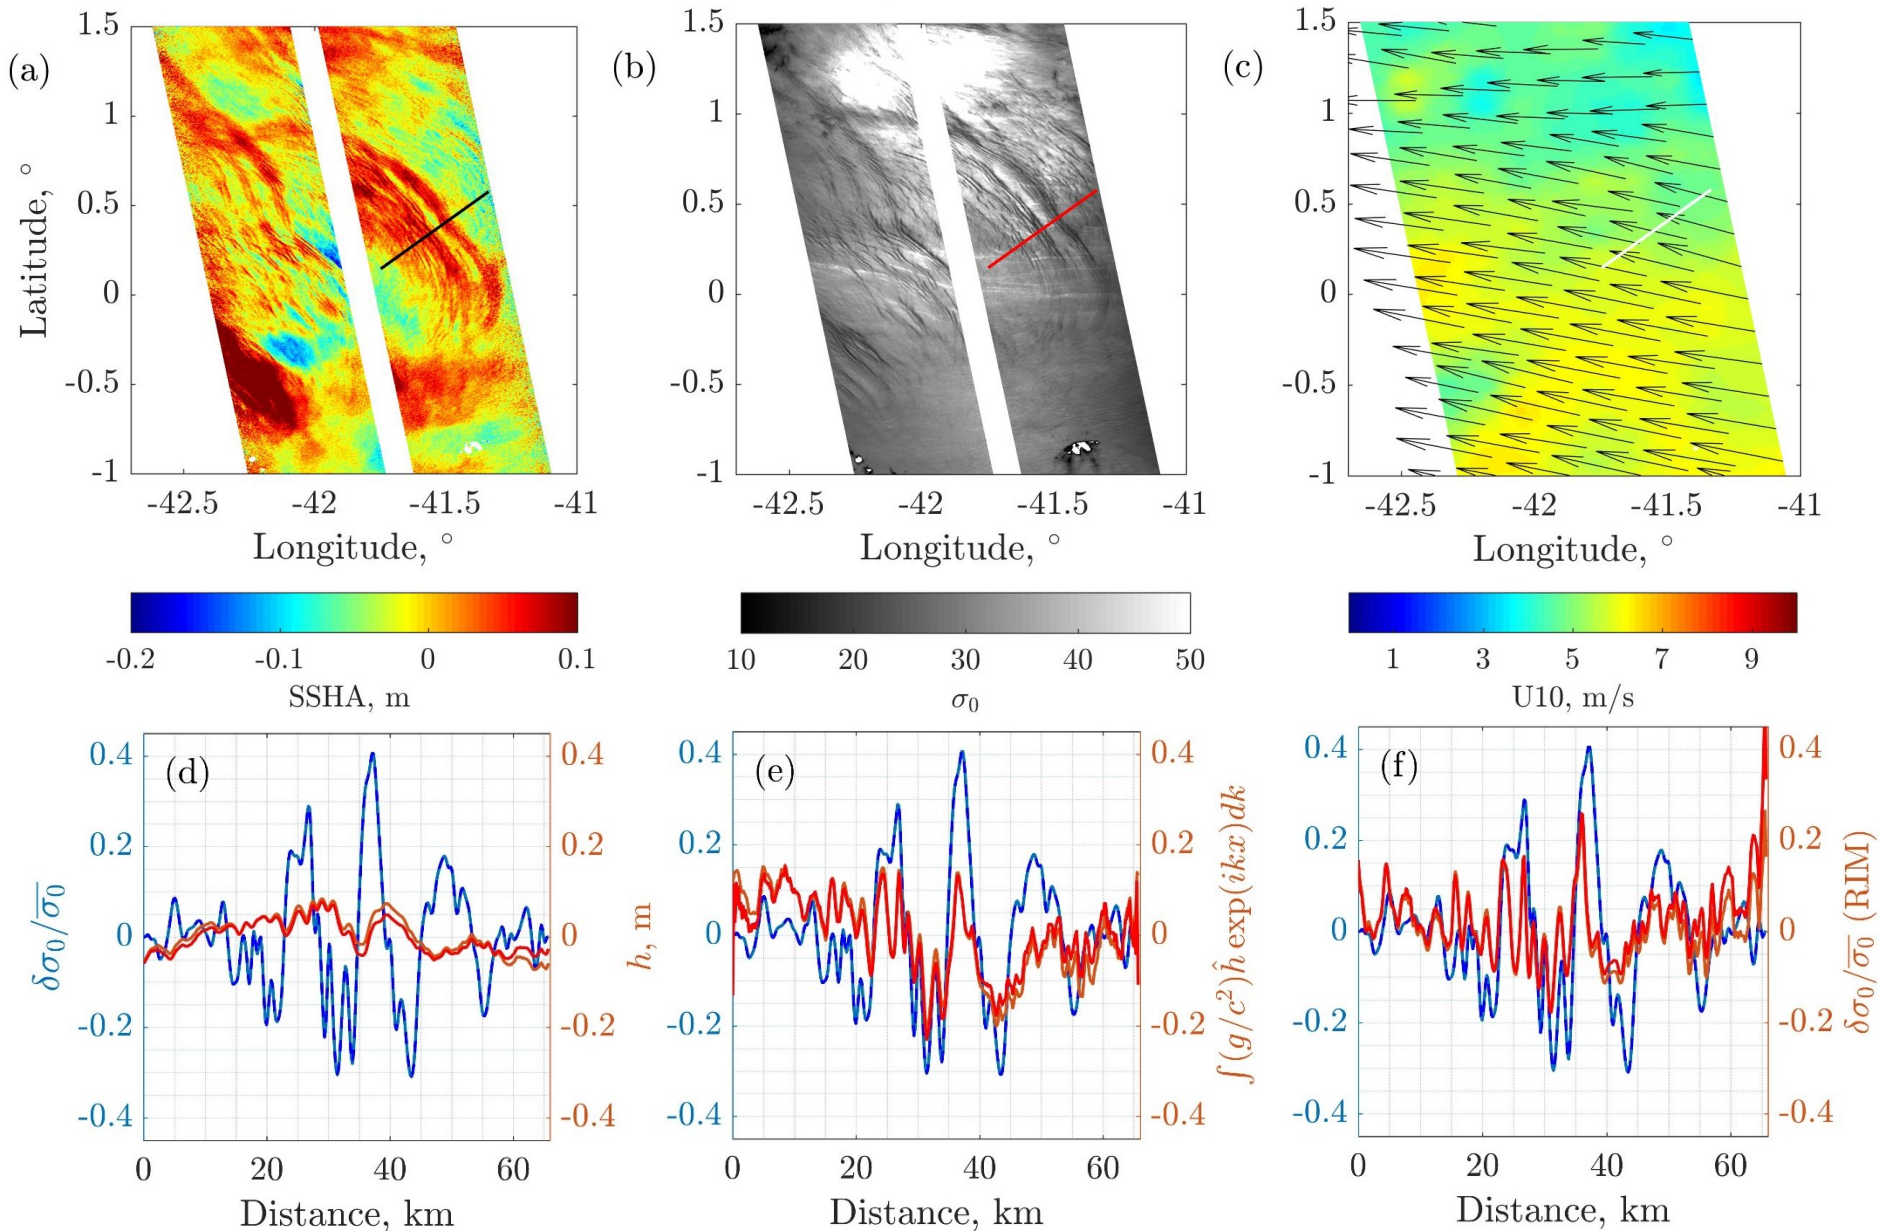 (a)
1.5
1
0.5
0
-0.5
-1
Latitude, °
-42.5 -42 -41.5 -41
Longitude, °
-0.2 -0.1 0 0.1
SSHA, m
(b)
1.5
1
0.5
0
-0.5
-1
-42.5 -42 -41.5 -41
Longitude, °
10 20 30 40 50
σ₀
(c)
1.5
1
0.5
0
-0.5
-1
-42.5 -42 -41.5 -41
Longitude, °
1 3 5 7 9
U10, m/s
(d)
0.4
0.2
0
-0.2
-0.4
δσ₀/σ̅₀
0.4
0.2
0
-0.2
-0.4
h, m
0 20 40 60
Distance, km
(e)
0.4
0.2
0
-0.2
-0.4
0.4
0.2
0
-0.2
-0.4
∫(g/c²)ĥ exp(ikx)dk
0 20 40 60
Distance, km
(f)
0.4
0.2
0
-0.2
-0.4
0.4
0.2
0
-0.2
-0.4
δσ₀/σ̅₀ (RIM)
0 20 40 60
Distance, km